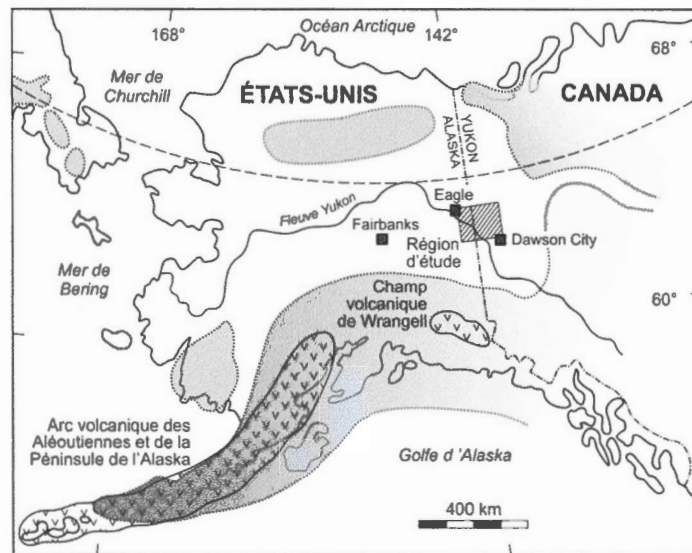 168°
Océan Arctique
142°
68°
Mer de
Churchill
ÉTATS-UNIS
CANADA
YUKON
ALASKA
Eagle
Fleuve Yukon
Fairbanks
Dawson City
Région
d'étude
Mer de
Bering
Champ
volcanique
de Wrangell
60°
Arc volcanique des
Aléoutiennes et de la
Péninsule de l'Alaska
Golfe d 'Alaska
400 km